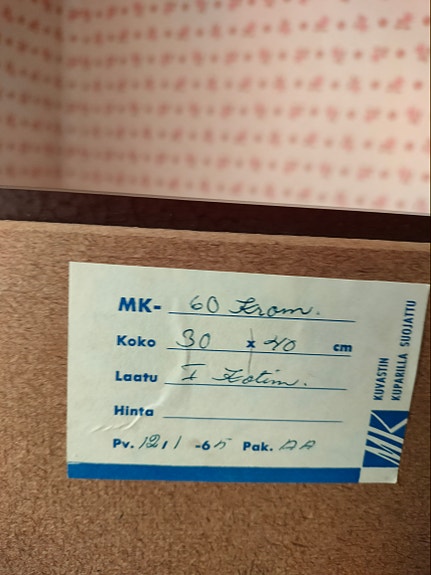 MK- 60 Krom.
Koko 30 x 40 cm
Laatu I Kotim.
Hinta
Pv. 12/1 -65 Pak. AA
KUVASTIN
KUPARILLA SUOJATTU
MK